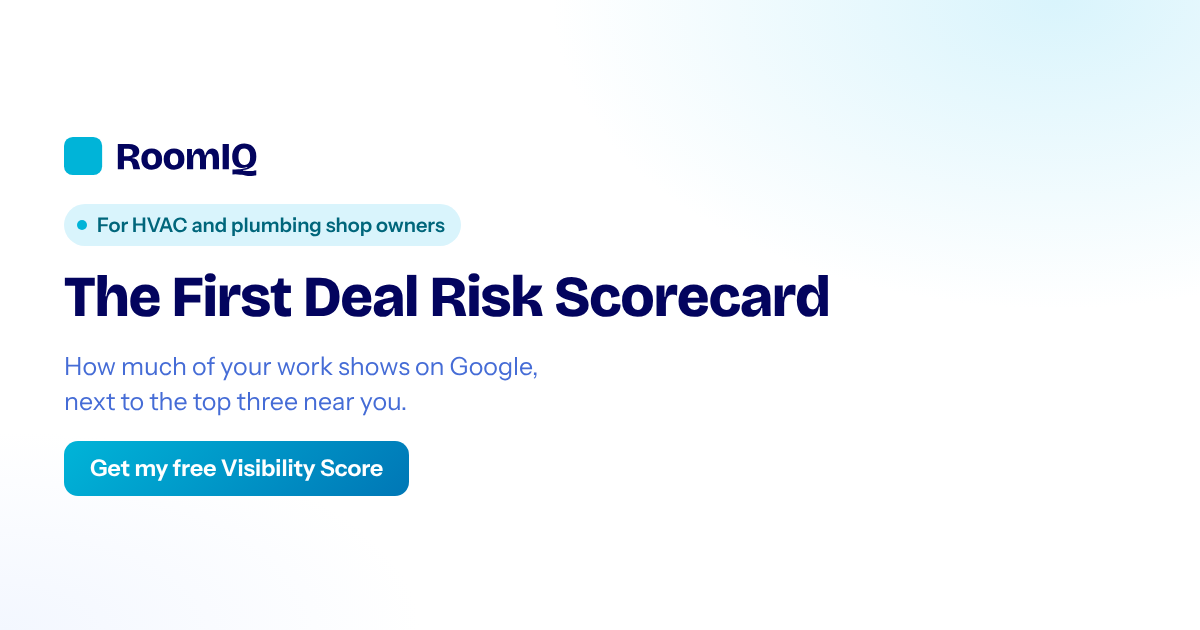 RoomIQ
For HVAC and plumbing shop owners
The First Deal Risk Scorecard
How much of your work shows on Google,
next to the top three near you.
Get my free Visibility Score